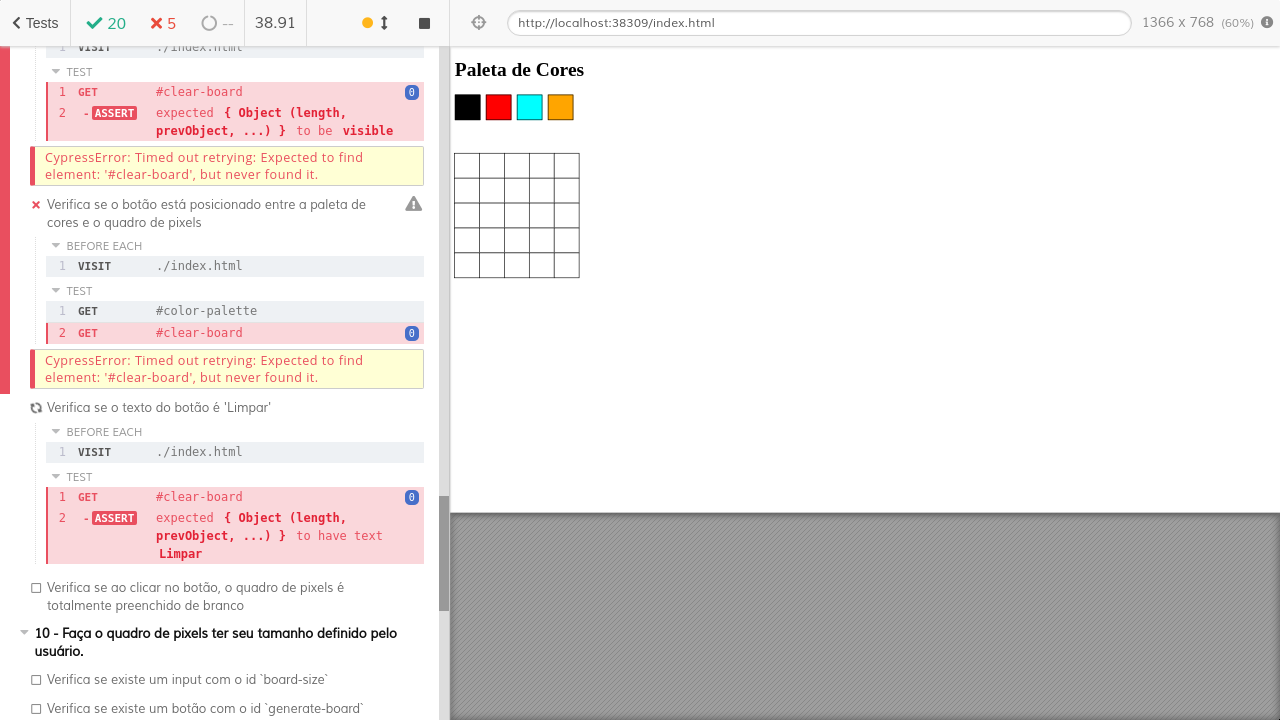 Tests 20 5 -- 38.91 http://localhost:38309/index.html 1366 x 768 (60%)
1 VISIT ./index.html
TEST
1 GET #clear-board 0
2 -ASSERT expected { Object (length,
prevObject, ...) } to be visible
CypressError: Timed out retrying: Expected to find
element: '#clear-board', but never found it.
Verifica se o botão está posicionado entre a paleta de
cores e o quadro de pixels
BEFORE EACH
1 VISIT ./index.html
TEST
1 GET #color-palette
2 GET #clear-board 0
CypressError: Timed out retrying: Expected to find
element: '#clear-board', but never found it.
Verifica se o texto do botão é 'Limpar'
BEFORE EACH
1 VISIT ./index.html
TEST
1 GET #clear-board 0
2 -ASSERT expected { Object (length,
prevObject, ...) } to have text
Limpar
Verifica se ao clicar no botão, o quadro de pixels é
totalmente preenchido de branco
10 - Faça o quadro de pixels ter seu tamanho definido pelo
usuário.
Verifica se existe um input com o id `board-size`
Verifica se existe um botão com o id `generate-board`
Paleta de Cores